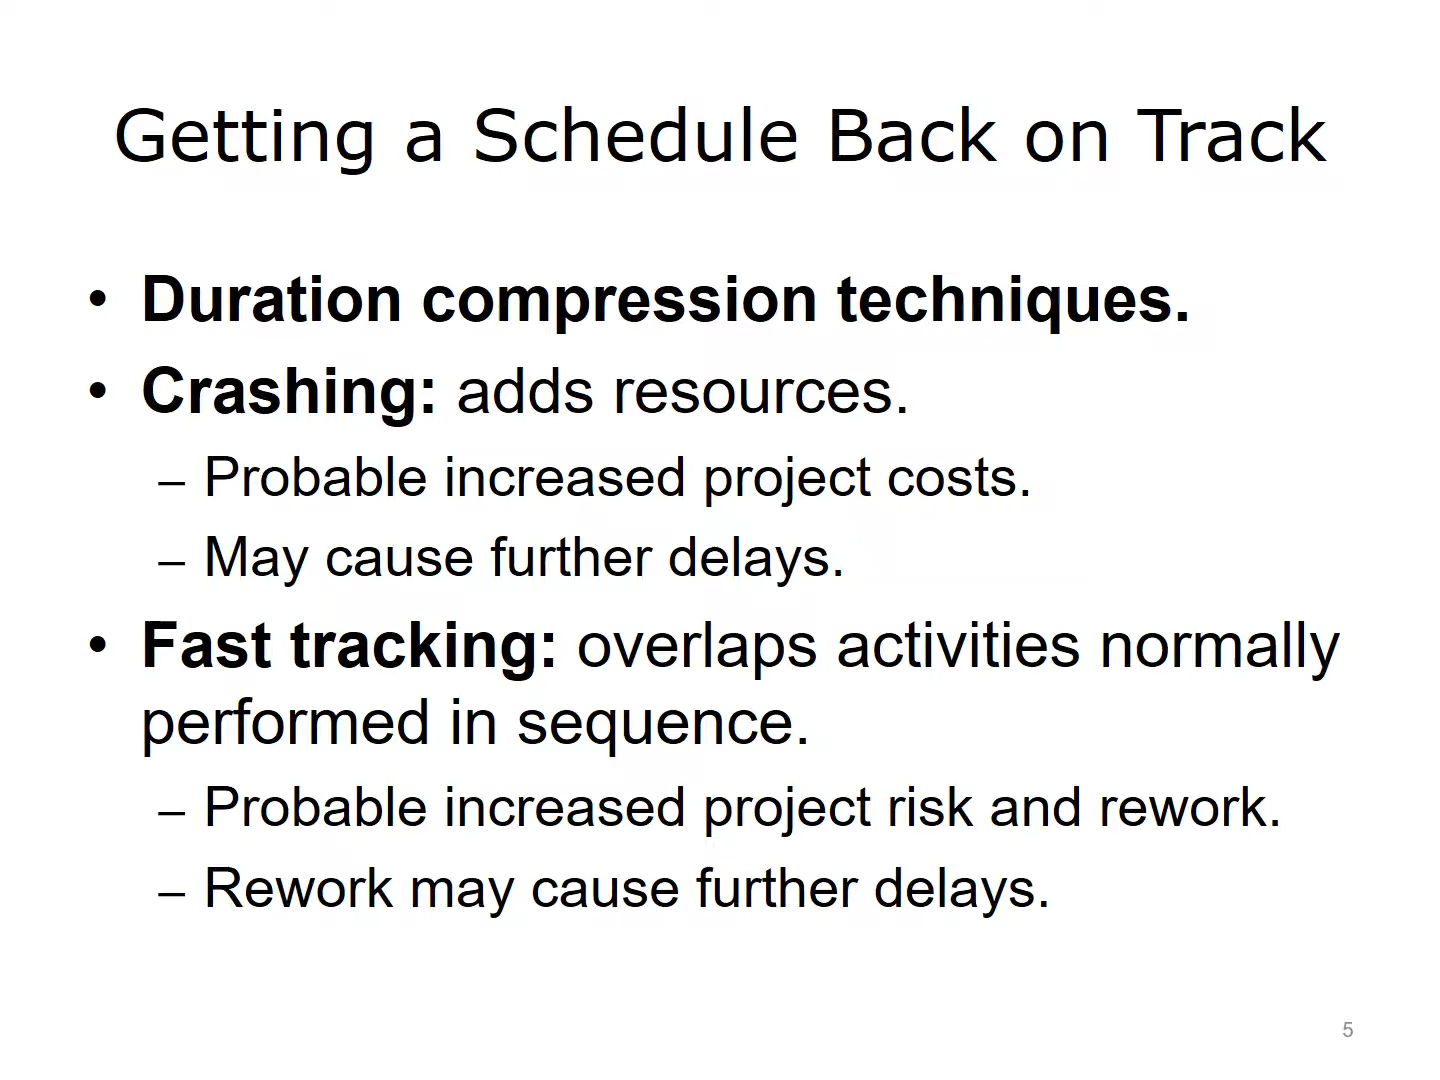 Getting a Schedule Back on Track
• Duration compression techniques.
• Crashing: adds resources.
– Probable increased project costs.
– May cause further delays.
• Fast tracking: overlaps activities normally
performed in sequence.
– Probable increased project risk and rework.
– Rework may cause further delays.
5